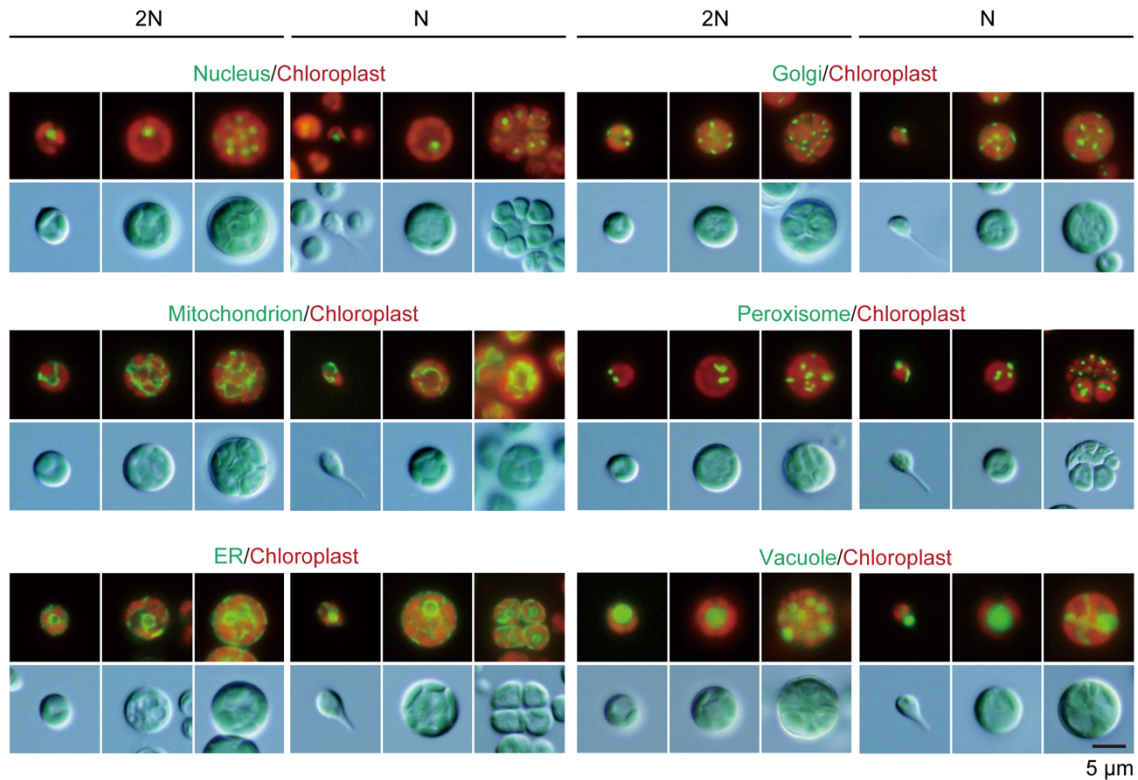 2N N 2N N
Nucleus/Chloroplast Golgi/Chloroplast
Mitochondrion/Chloroplast Peroxisome/Chloroplast
ER/Chloroplast Vacuole/Chloroplast
5 µm